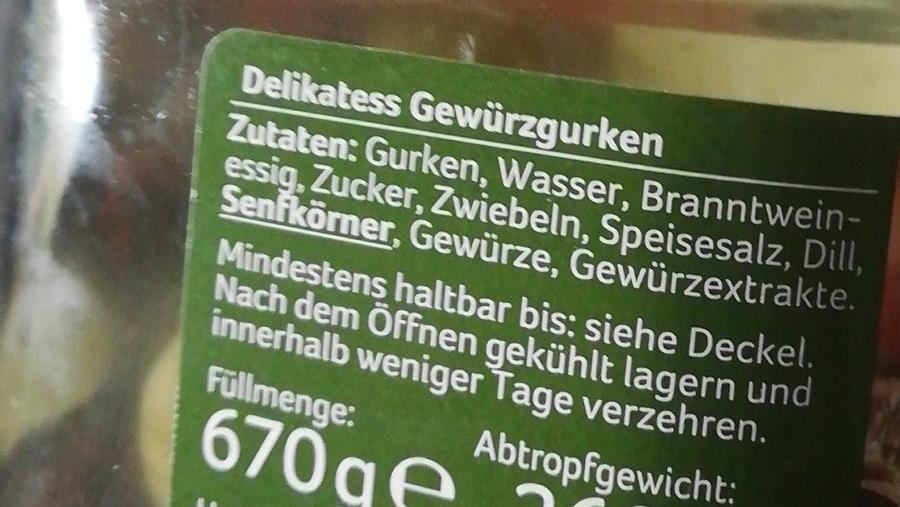 Delikatess Gewürzgurken
Zutaten: Gurken, Wasser, Branntwein-
essig, Zucker, Zwiebeln, Speisesalz, Dill,
Senfkörner, Gewürze, Gewürzextrakte.
Mindestens haltbar bis: siehe Deckel.
Nach dem Öffnen gekühlt lagern und
innerhalb weniger Tage verzehren.
Füllmenge:
670g e
Abtropfgewicht: